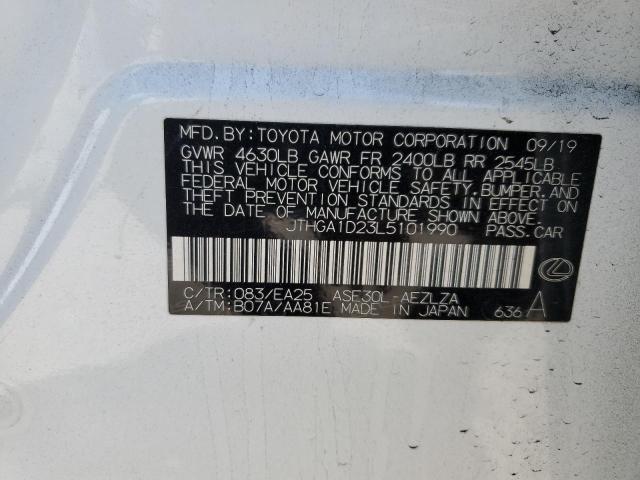 MFD. BY: TOYOTA MOTOR CORPORATION 09/19
GVWR 4630LB GAWR FR 2400LB RR 2545LB
THIS VEHICLE CONFORMS TO ALL APPLICABLE
FEDERAL MOTOR VEHICLE SAFETY, BUMPER, AND
THEFT PREVENTION STANDARDS IN EFFECT ON
THE DATE OF MANUFACTURE SHOWN ABOVE.
JTHGA1D23L5101990 PASS.CAR
C/TR: 083/EA25 ASE30L-AEZLZA
A/TM: B07A/AA81E MADE IN JAPAN 636 A